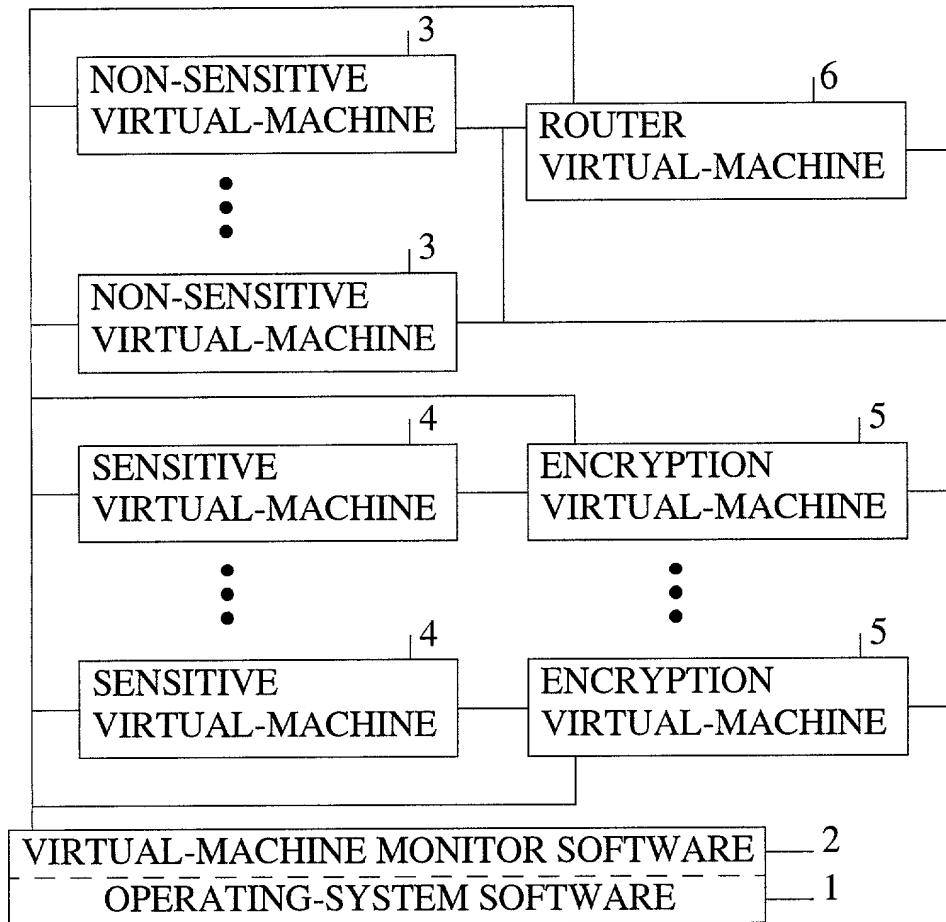 3
NON-SENSITIVE
VIRTUAL-MACHINE
6
ROUTER
VIRTUAL-MACHINE
3
NON-SENSITIVE
VIRTUAL-MACHINE
4
SENSITIVE
VIRTUAL-MACHINE
5
ENCRYPTION
VIRTUAL-MACHINE
4
SENSITIVE
VIRTUAL-MACHINE
5
ENCRYPTION
VIRTUAL-MACHINE
VIRTUAL-MACHINE MONITOR SOFTWARE
2
OPERATING-SYSTEM SOFTWARE
1